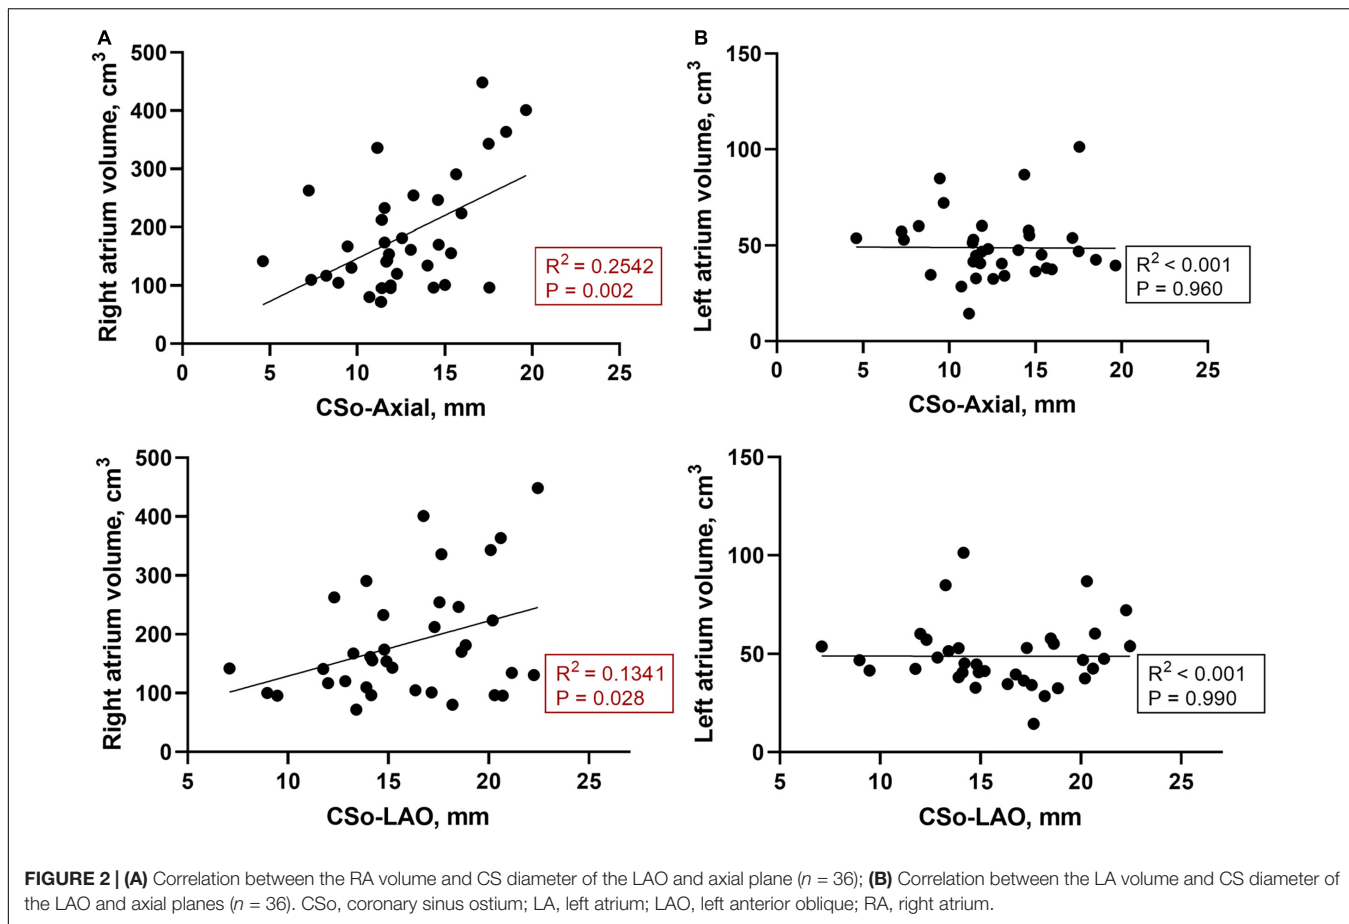 A
Right atrium volume, cm³
500
400
300
200
100
0
0 5 10 15 20 25
CSo-Axial, mm
R² = 0.2542
P = 0.002
B
Left atrium volume, cm³
150
100
50
0
0 5 10 15 20 25
CSo-Axial, mm
R² < 0.001
P = 0.960
Right atrium volume, cm³
500
400
300
200
100
0
5 10 15 20 25
CSo-LAO, mm
R² = 0.1341
P = 0.028
Left atrium volume, cm³
150
100
50
0
5 10 15 20 25
CSo-LAO, mm
R² < 0.001
P = 0.990
FIGURE 2 | (A) Correlation between the RA volume and CS diameter of the LAO and axial plane (n = 36); (B) Correlation between the LA volume and CS diameter of
the LAO and axial planes (n = 36). CSo, coronary sinus ostium; LA, left atrium; LAO, left anterior oblique; RA, right atrium.